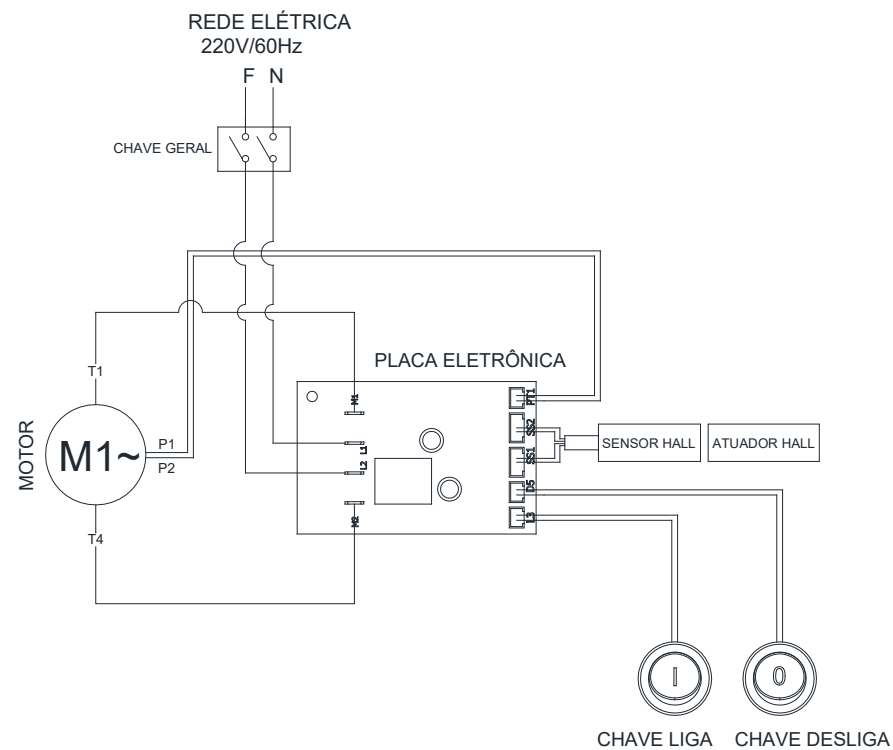 REDE ELÉTRICA
220V/60Hz
F N
CHAVE GERAL
PLACA ELETRÔNICA
T1
M1
PT1
MOTOR
M1~
P1
P2
L1
L2
SS2
SS1
SENSOR HALL
ATUADOR HALL
D5
L3
M2
T4
I
0
CHAVE LIGA
CHAVE DESLIGA